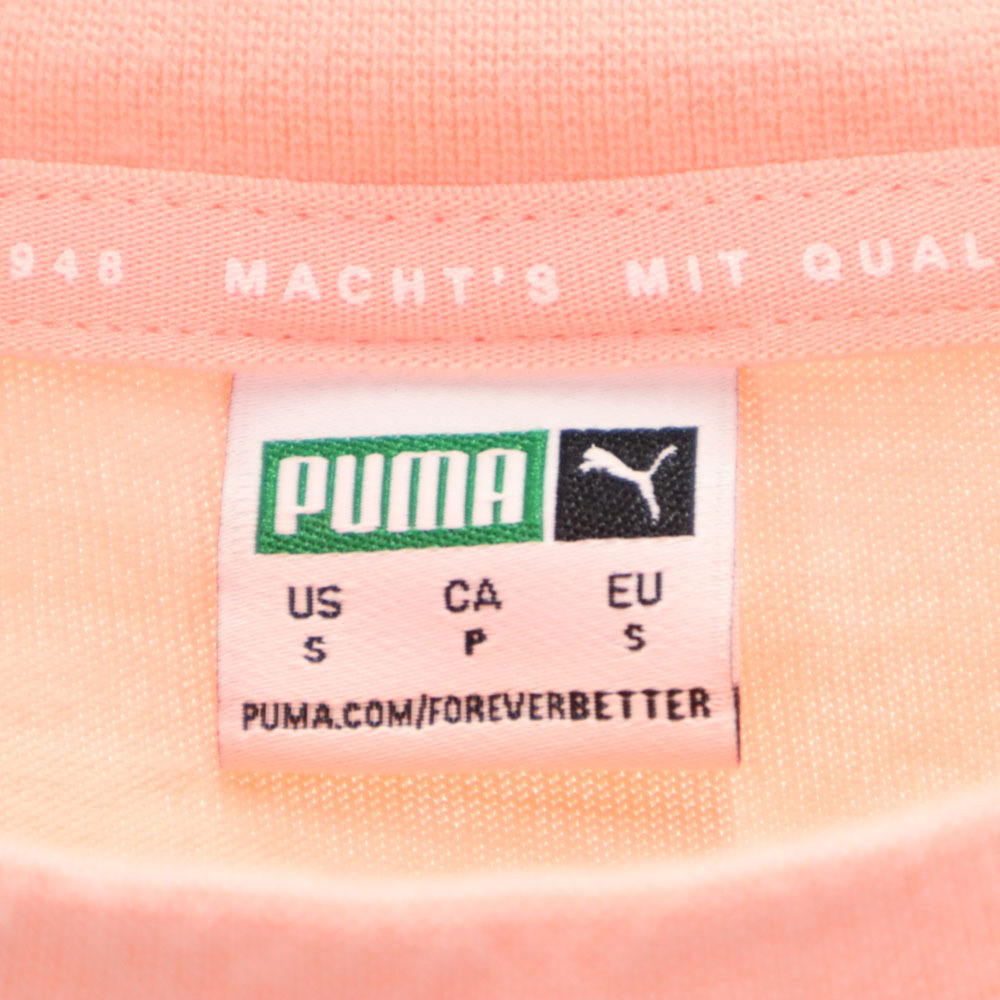 948 MACHT'S MIT QUAL
PUMA
US CA EU
S P S
PUMA.COM/FOREVERBETTER